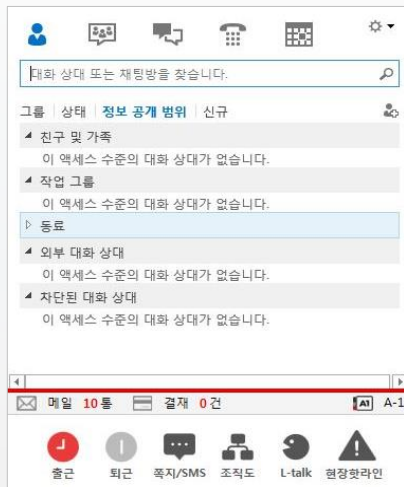 대화 상대 또는 채팅방을 찾습니다.
그룹 상태 정보 공개 범위 신규
친구 및 가족
이 액세스 수준의 대화 상대가 없습니다.
작업 그룹
이 액세스 수준의 대화 상대가 없습니다.
동료
외부 대화 상대
이 액세스 수준의 대화 상대가 없습니다.
차단된 대화 상대
이 액세스 수준의 대화 상대가 없습니다.
메일 10통 결재 0건 A1 A-1
출근 퇴근 쪽지/SMS 조직도 L-talk 현장핫라인